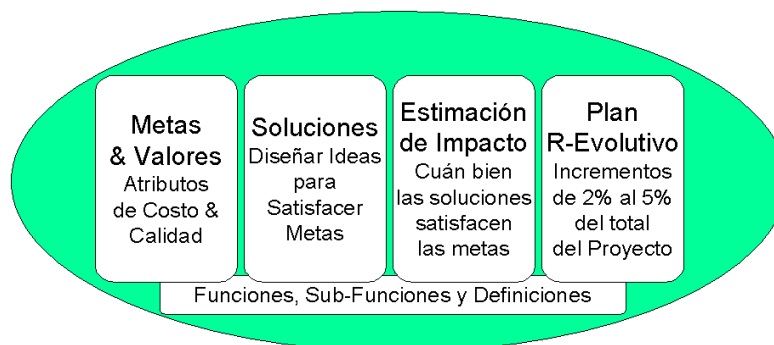 Metas
& Valores
Atributos
de Costo &
Calidad
Soluciones
Diseñar Ideas
para
Satisfacer
Metas
Estimación
de Impacto
Cuán bien
las soluciones
satisfacen
las metas
Plan
R-Evolutivo
Incrementos
de 2% al 5%
del total
del Proyecto
Funciones, Sub-Funciones y Definiciones